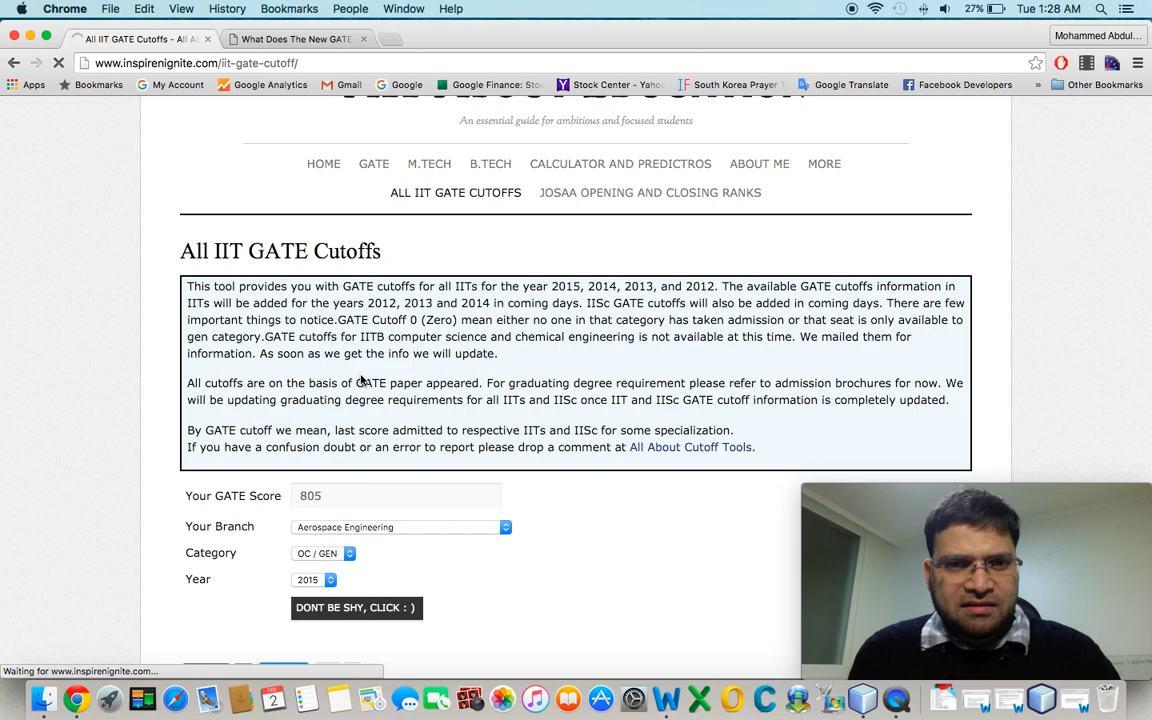 Chrome File Edit View History Bookmarks People Window Help 27% Tue 1:28 AM
All IIT GATE Cutoffs - All A What Does The New GATE Mohammed Abdul...
www.inspirenignite.com/iit-gate-cutoff/
Apps Bookmarks My Account Google Analytics Gmail Google Google Finance: Sto Stock Center - Yaho South Korea Prayer T Google Translate Facebook Developers » Other Bookmarks
An essential guide for ambitious and focused students
HOME GATE M.TECH B.TECH CALCULATOR AND PREDICTROS ABOUT ME MORE
ALL IIT GATE CUTOFFS JOSAA OPENING AND CLOSING RANKS
All IIT GATE Cutoffs
This tool provides you with GATE cutoffs for all IITs for the year 2015, 2014, 2013, and 2012. The available GATE cutoffs information in
IITs will be added for the years 2012, 2013 and 2014 in coming days. IISc GATE cutoffs will also be added in coming days. There are few
important things to notice.GATE Cutoff 0 (Zero) mean either no one in that category has taken admission or that seat is only available to
gen category.GATE cutoffs for IITB computer science and chemical engineering is not available at this time. We mailed them for
information. As soon as we get the info we will update.
All cutoffs are on the basis of GATE paper appeared. For graduating degree requirement please refer to admission brochures for now. We
will be updating graduating degree requirements for all IITs and IISc once IIT and IISc GATE cutoff information is completely updated.
By GATE cutoff we mean, last score admitted to respective IITs and IISc for some specialization.
If you have a confusion doubt or an error to report please drop a comment at All About Cutoff Tools.
Your GATE Score 805
Your Branch Aerospace Engineering
Category OC / GEN
Year 2015
DONT BE SHY, CLICK : )
Waiting for www.inspirenignite.com...